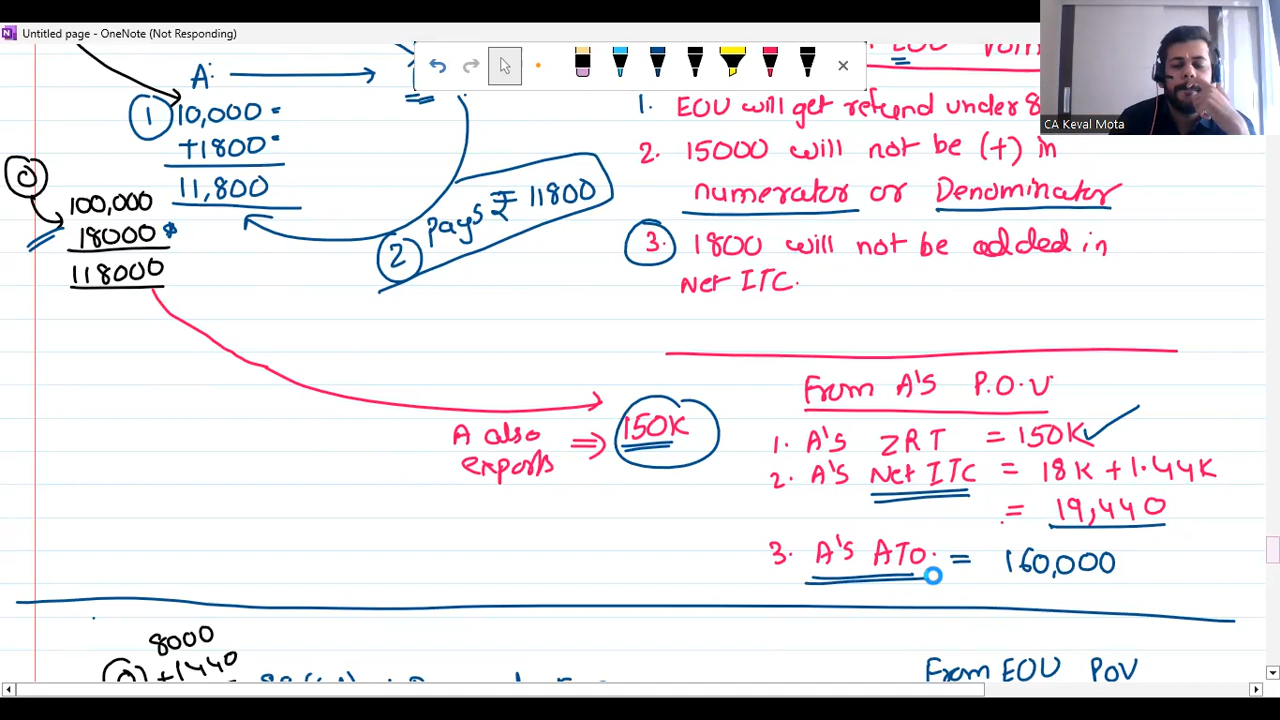 Untitled page - OneNote (Not Responding)
CA Keval Mota
A:
1 10,000
+1800
11,800
0
100,000
18000
118000
2 Pays ₹ 11800
EOU
1. EOU will get refund under 8
2. 15000 will not be (+) in
numerator or Denominator
3. 1800 will not be added in
Net ITC.
A also
exports ⇒ 150K
From A's P.O.V
1. A's ZRT = 150K ✓
2. A's Net ITC = 18K + 1.44K
= 19,440
3. A's ATO. = 160,000
8000
+1440
From EOU POV